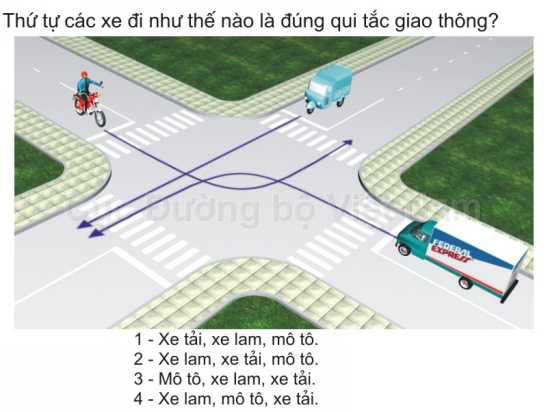 Thứ tự các xe đi như thế nào là đúng qui tắc giao thông?
Cục Đường bộ Việt Nam
FEDERAL
EXPRESS
1 - Xe tải, xe lam, mô tô.
2 - Xe lam, xe tải, mô tô.
3 - Mô tô, xe lam, xe tải.
4 - Xe lam, mô tô, xe tải.